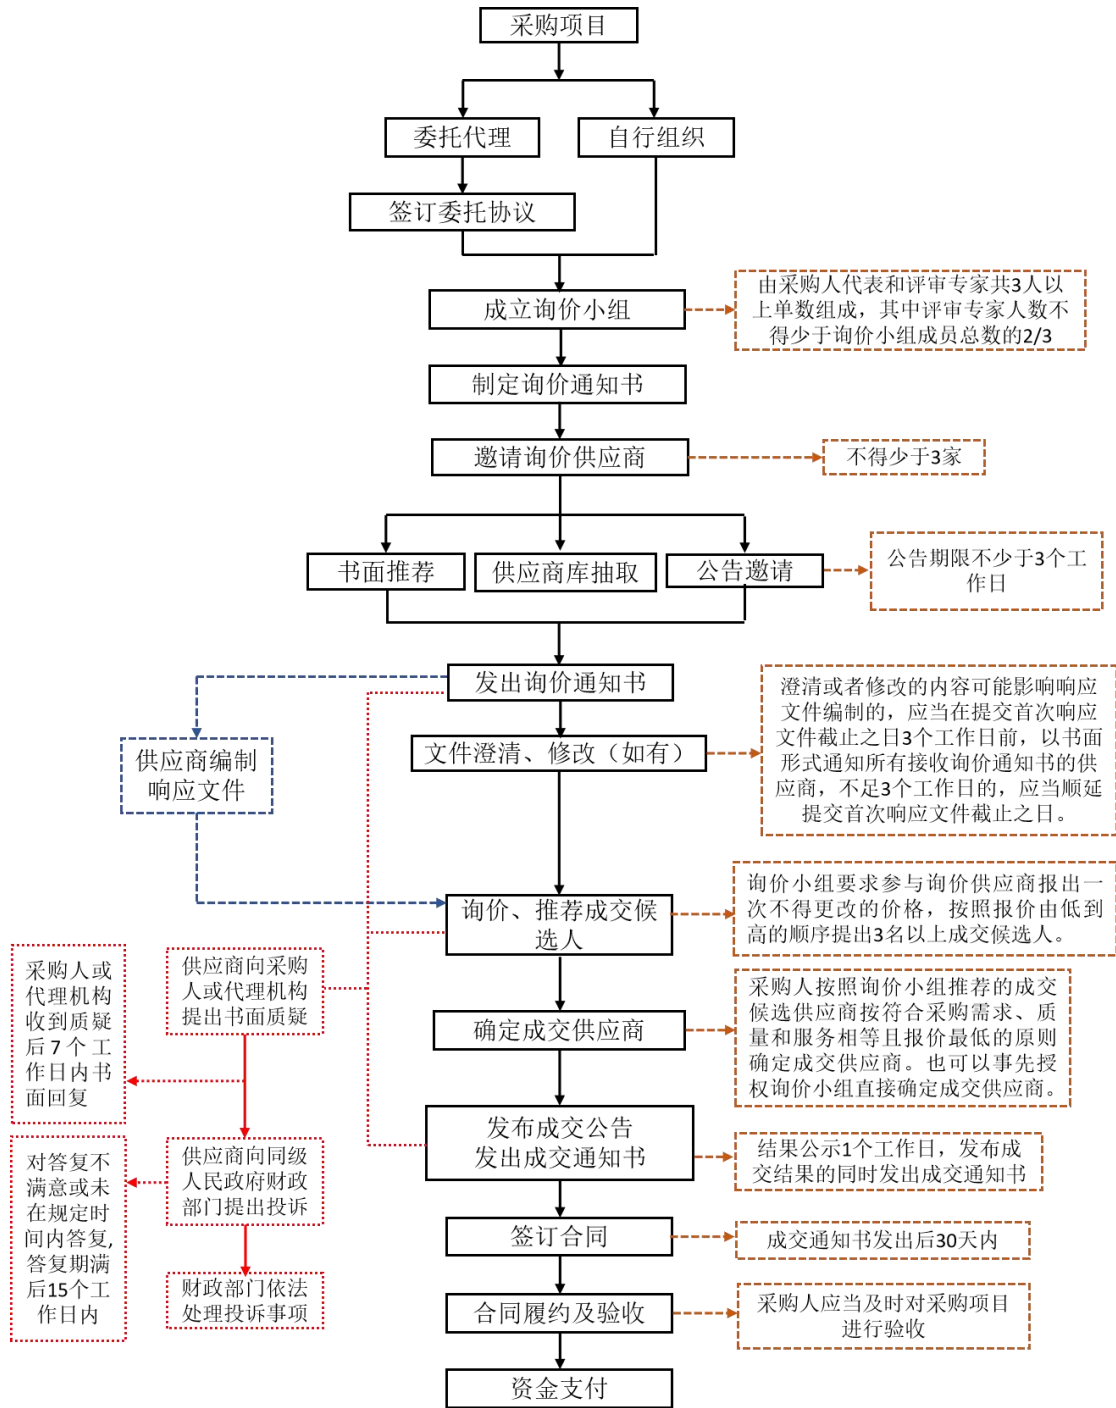 采购项目
委托代理
自行组织
签订委托协议
成立询价小组
由采购人代表和评审专家共3人以
上单数组成，其中评审专家人数不
得少于询价小组成员总数的2/3
制定询价通知书
邀请询价供应商
不得少于3家
书面推荐
供应商库抽取
公告邀请
公告期限不少于3个工
作日
发出询价通知书
供应商编制
响应文件
文件澄清、修改（如有）
澄清或者修改的内容可能影响响应
文件编制的，应当在提交首次响应
文件截止之日3个工作日前，以书面
形式通知所有接收询价通知书的供
应商，不足3个工作日的，应当顺延
提交首次响应文件截止之日。
询价、推荐成交候
选人
询价小组要求参与询价供应商报出一
次不得更改的价格，按照报价由低到
高的顺序提出3名以上成交候选人。
采购人或
代理机构
收到质疑
后7个工
作日内书
面回复
供应商向采购
人或代理机构
提出书面质疑
确定成交供应商
采购人按照询价小组推荐的成交
候选供应商按符合采购需求、质
量和服务相等且报价最低的原则
确定成交供应商。也可以事先授
权询价小组直接确定成交供应商。
发布成交公告
发出成交通知书
结果公示1个工作日，发布成
交结果的同时发出成交通知书
对答复不
满意或未
在规定时
间内答复,
答复期满
后15个工
作日内
供应商向同级
人民政府财政
部门提出投诉
签订合同
成交通知书发出后30天内
财政部门依法
处理投诉事项
合同履约及验收
采购人应当及时对采购项目
进行验收
资金支付